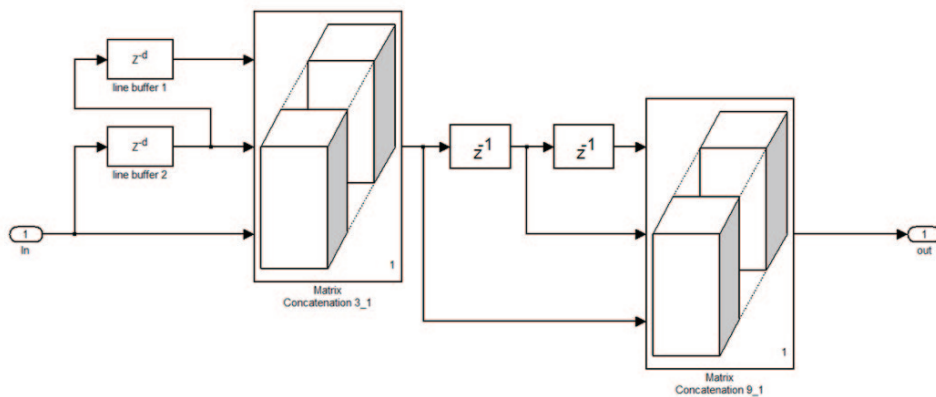 z-d
line buffer 1
z-d
line buffer 2
1
In
1
Matrix
Concatenation 3_1
z-1
z-1
1
Matrix
Concatenation 9_1
1
out